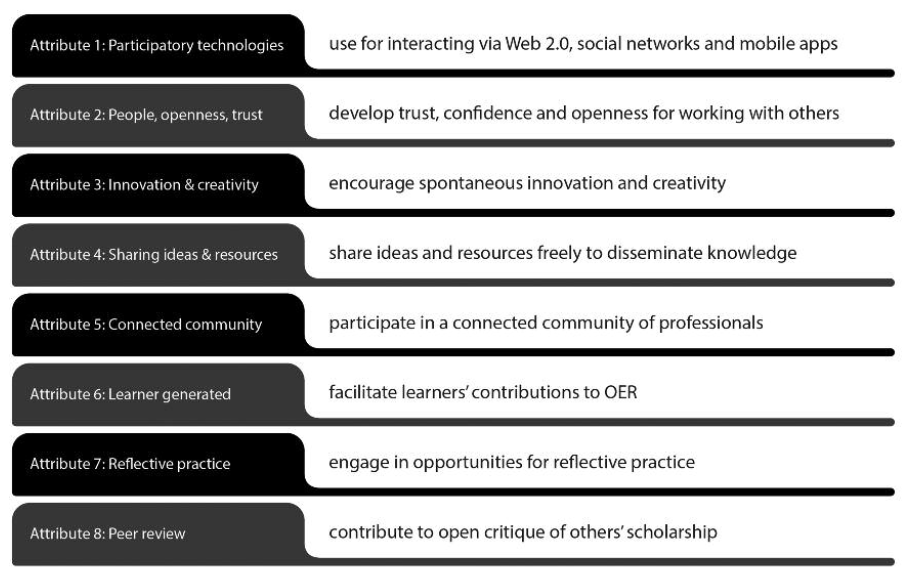 Attribute 1: Participatory technologies
use for interacting via Web 2.0, social networks and mobile apps
Attribute 2: People, openness, trust
develop trust, confidence and openness for working with others
Attribute 3: Innovation & creativity
encourage spontaneous innovation and creativity
Attribute 4: Sharing ideas & resources
share ideas and resources freely to disseminate knowledge
Attribute 5: Connected community
participate in a connected community of professionals
Attribute 6: Learner generated
facilitate learners’ contributions to OER
Attribute 7: Reflective practice
engage in opportunities for reflective practice
Attribute 8: Peer review
contribute to open critique of others’ scholarship